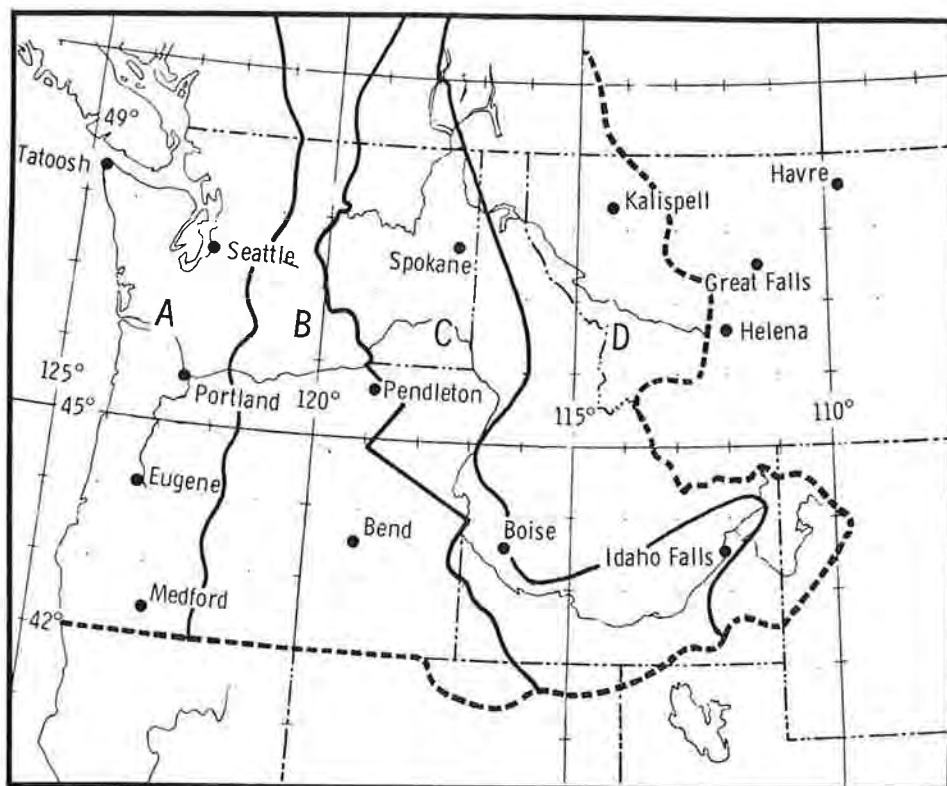 49°
Tatoosh
Havre
Kalispell
Seattle
Spokane
Great Falls
A
B
C
D
Helena
125°
Portland
120°
Pendleton
115°
110°
45°
Eugene
Bend
Boise
Idaho Falls
Medford
42°